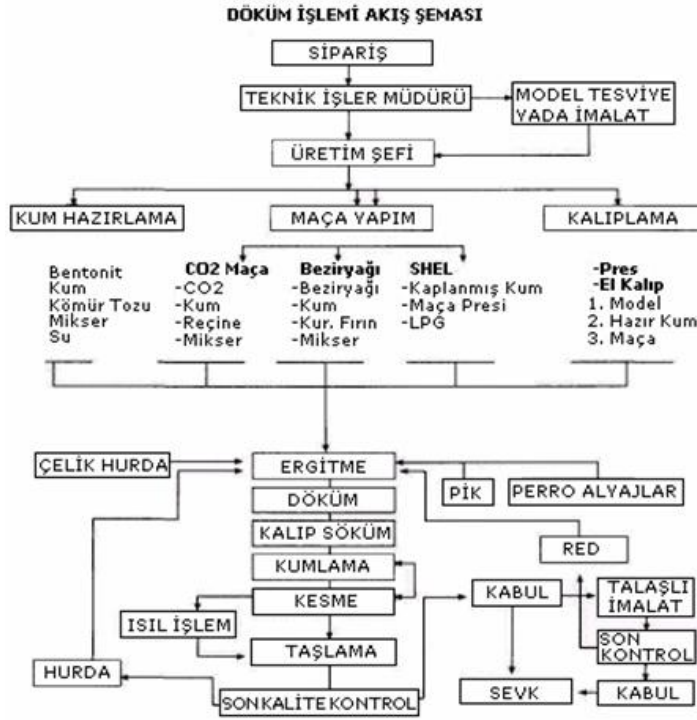 DÖKÜM İŞLEMİ AKIŞ ŞEMASI
SİPARİŞ
TEKNİK İŞLER MÜDÜRÜ
MODEL TESVİYE
YADA İMALAT
ÜRETİM ŞEFİ
KUM HAZIRLAMA
MAÇA YAPIM
KALIPLAMA
Bentonit
Kum
Kömür Tozu
Mikser
Su
CO2 Maça
-CO2
-Kum
-Reçine
-Mikser
Beziryağı
-Beziryağı
-Kum
-Kur. Fırın
-Mikser
SHEL
-Kaplanmış Kum
-Maça Presi
-LPG
-Pres
-El Kalıp
1. Model
2. Hazır Kum
3. Maça
ÇELİK HURDA
ERGİTME
PİK
PERRO ALYAJLAR
DÖKÜM
KALIP SÖKÜM
RED
KUMLAMA
KESME
KABUL
TALAŞLI
İMALAT
ISIL İŞLEM
TAŞLAMA
SON
KONTROL
HURDA
SONKALİTE KONTROL
SEVK
KABUL